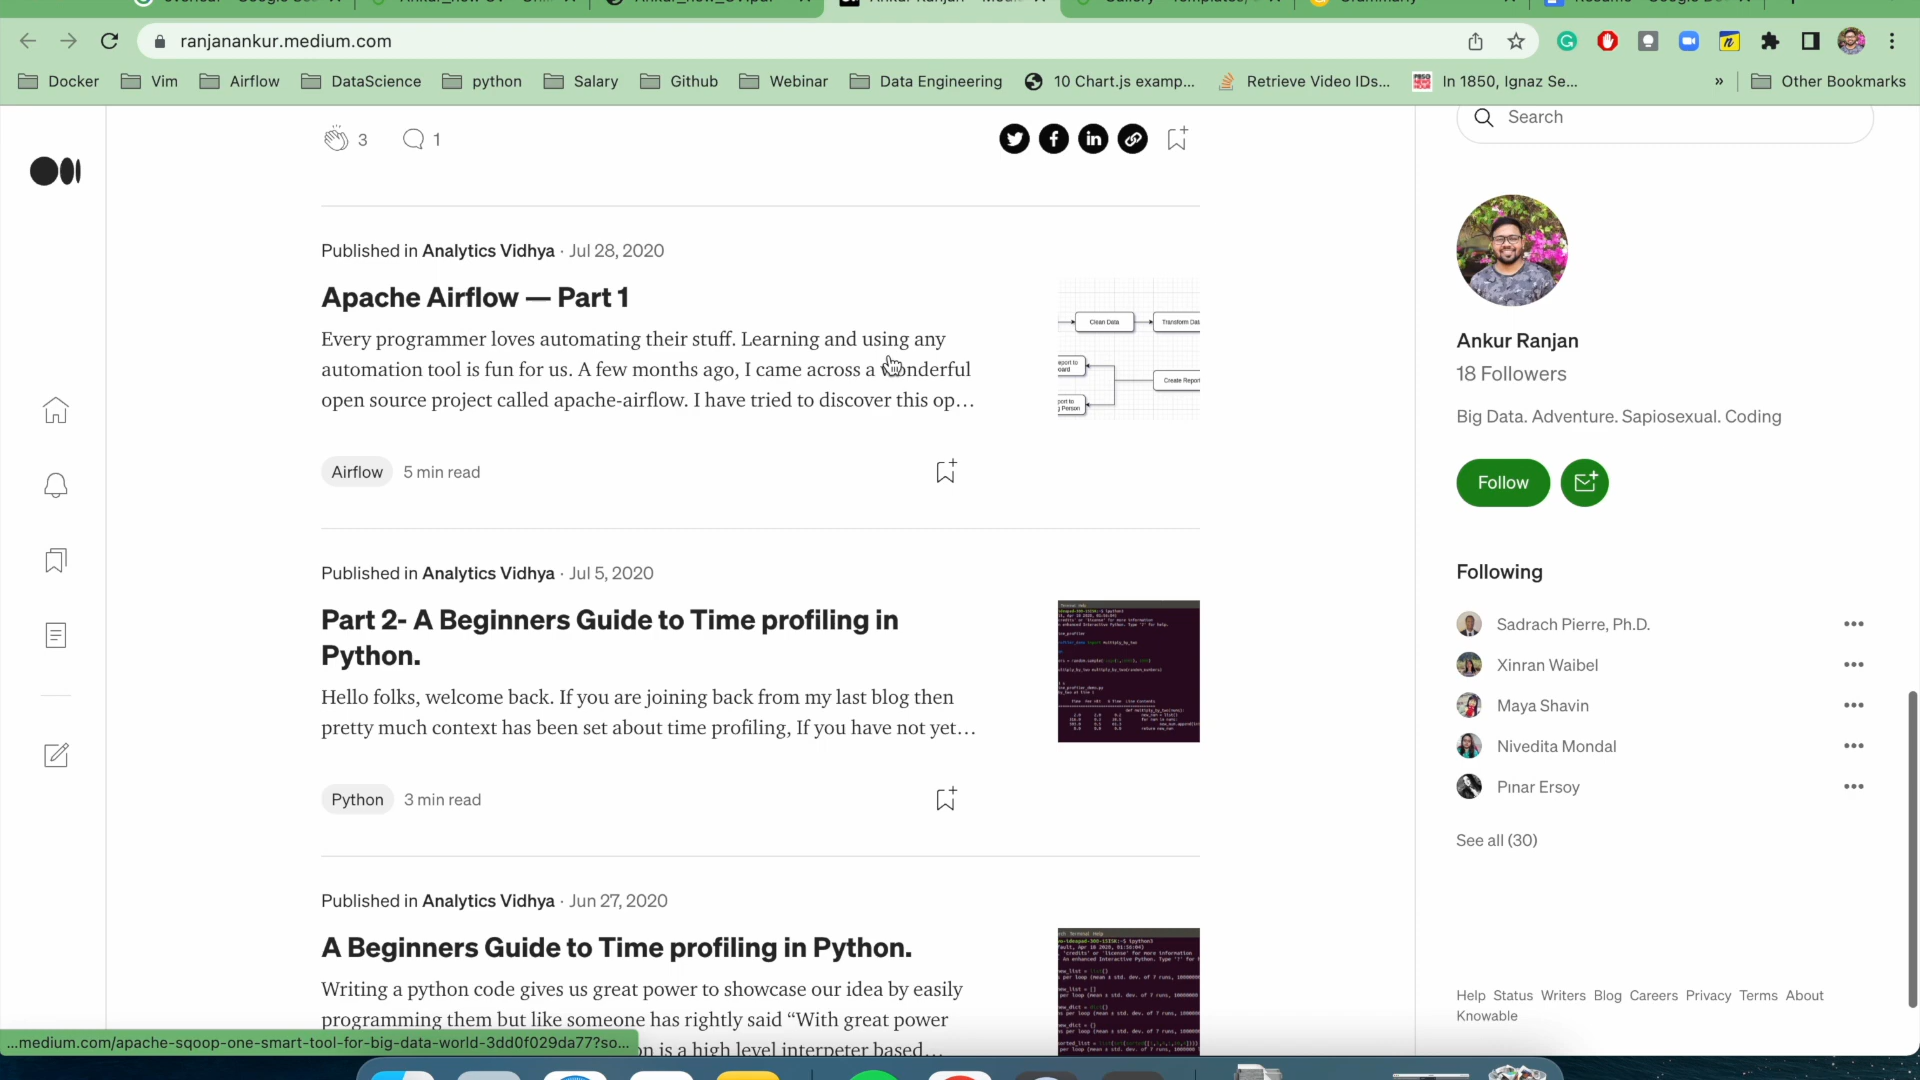 ranjanankur.medium.com
Docker Vim Airflow DataScience python Salary Github Webinar Data Engineering 10 Chart.js examp... Retrieve Video IDs... In 1850, Ignaz Se... » Other Bookmarks
3 1
Search
Published in Analytics Vidhya · Jul 28, 2020
Apache Airflow — Part 1
Every programmer loves automating their stuff. Learning and using any
automation tool is fun for us. A few months ago, I came across a wonderful
open source project called apache-airflow. I have tried to discover this op...
Airflow 5 min read
Clean Data
Create Report
Published in Analytics Vidhya · Jul 5, 2020
Part 2- A Beginners Guide to Time profiling in
Python.
Hello folks, welcome back. If you are joining back from my last blog then
pretty much context has been set about time profiling, If you have not yet...
Python 3 min read
Published in Analytics Vidhya · Jun 27, 2020
A Beginners Guide to Time profiling in Python.
Writing a python code gives us great power to showcase our idea by easily
programming them but like someone has rightly said “With great power
n is a high level interpeter based...
Ankur Ranjan
18 Followers
Big Data. Adventure. Sapiosexual. Coding
Follow
Following
Sadrach Pierre, Ph.D.
Xinran Waibel
Maya Shavin
Nivedita Mondal
Pınar Ersoy
See all (30)
Help Status Writers Blog Careers Privacy Terms About
Knowable
...medium.com/apache-sqoop-one-smart-tool-for-big-data-world-3dd0f029da77?so...